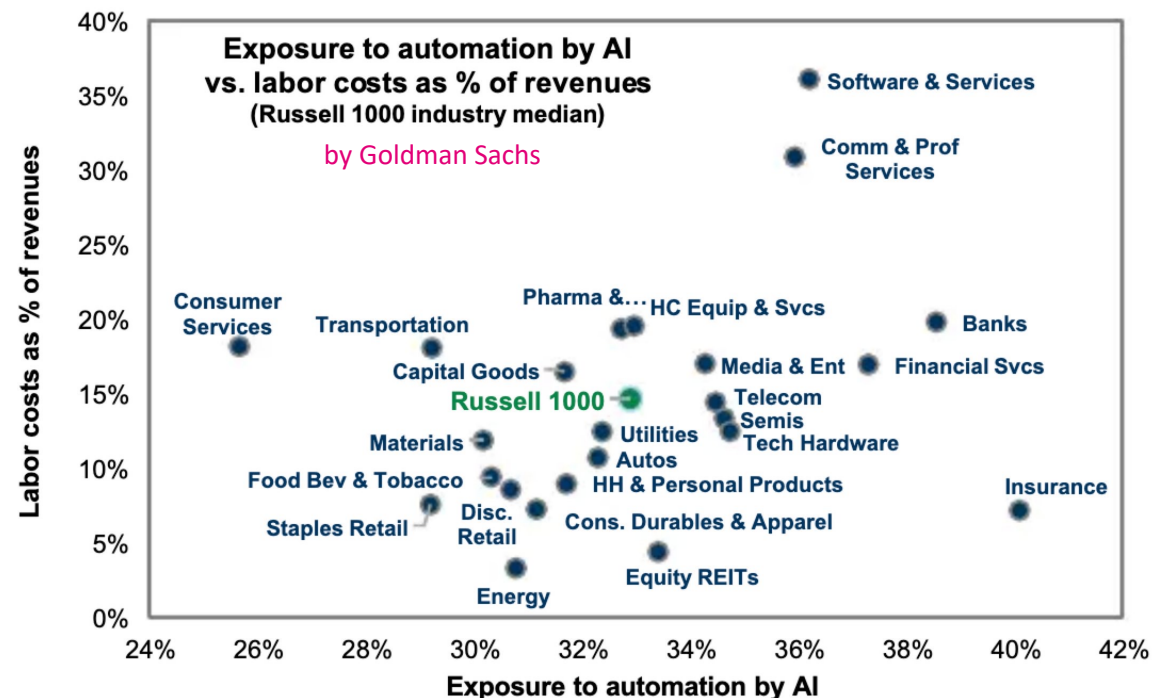 Exposure to automation by AI
vs. labor costs as % of revenues
(Russell 1000 industry median)
by Goldman Sachs
Labor costs as % of revenues
40%
35%
30%
25%
20%
15%
10%
5%
0%
Software & Services
Comm & Prof
Services
Consumer
Services
Transportation
Pharma &...
HC Equip & Svcs
Banks
Capital Goods
Media & Ent
Financial Svcs
Russell 1000
Telecom
Semis
Tech Hardware
Materials
Utilities
Autos
Food Bev & Tobacco
HH & Personal Products
Insurance
Staples Retail
Disc.
Retail
Cons. Durables & Apparel
Equity REITs
Energy
24%
26%
28%
30%
32%
34%
36%
38%
40%
42%
Exposure to automation by AI